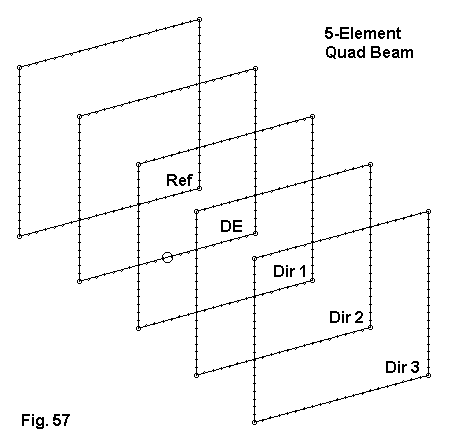 5-Element
Quad Beam
Ref
DE
Dir 1
Dir 2
Dir 3
Fig. 57